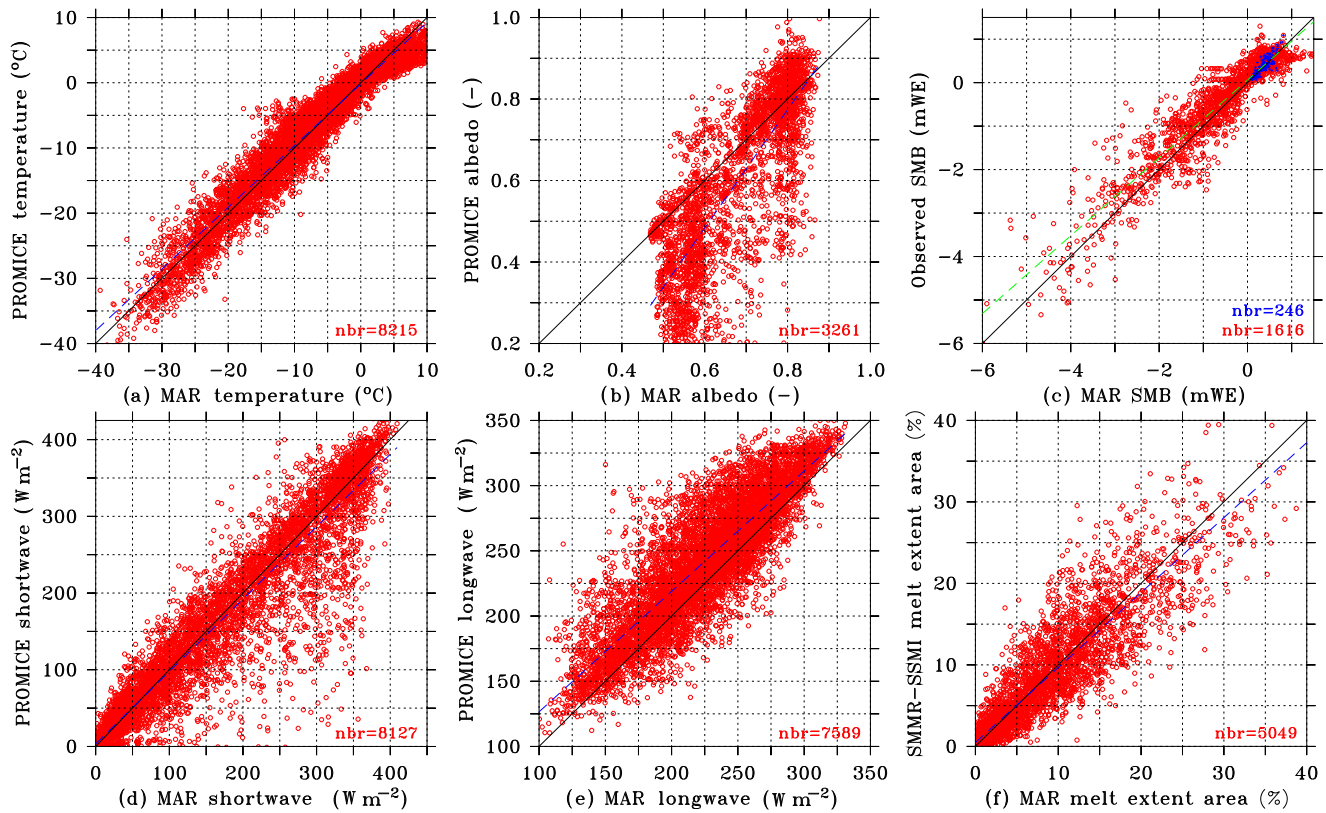 PROMICE temperature (°C)
10
0
−10
−20
−30
−40
nbr=8215
−40 −30 −20 −10 0 10
(a) MAR temperature (°C)
PROMICE albedo (−)
1.0
0.8
0.6
0.4
0.2
nbr=3261
0.2 0.4 0.6 0.8 1.0
(b) MAR albedo (−)
Observed SMB (mWE)
0
−2
−4
−6
nbr=246
nbr=1616
−6 −4 −2 0
(c) MAR SMB (mWE)
PROMICE shortwave (W m−2)
400
300
200
100
0
nbr=8127
0 100 200 300 400
(d) MAR shortwave (W m−2)
PROMICE longwave (W m−2)
350
300
250
200
150
100
nbr=7589
100 150 200 250 300 350
(e) MAR longwave (W m−2)
SMMR−SSMI melt extent area (%)
40
30
20
10
0
nbr=5049
0 10 20 30 40
(f) MAR melt extent area (%)